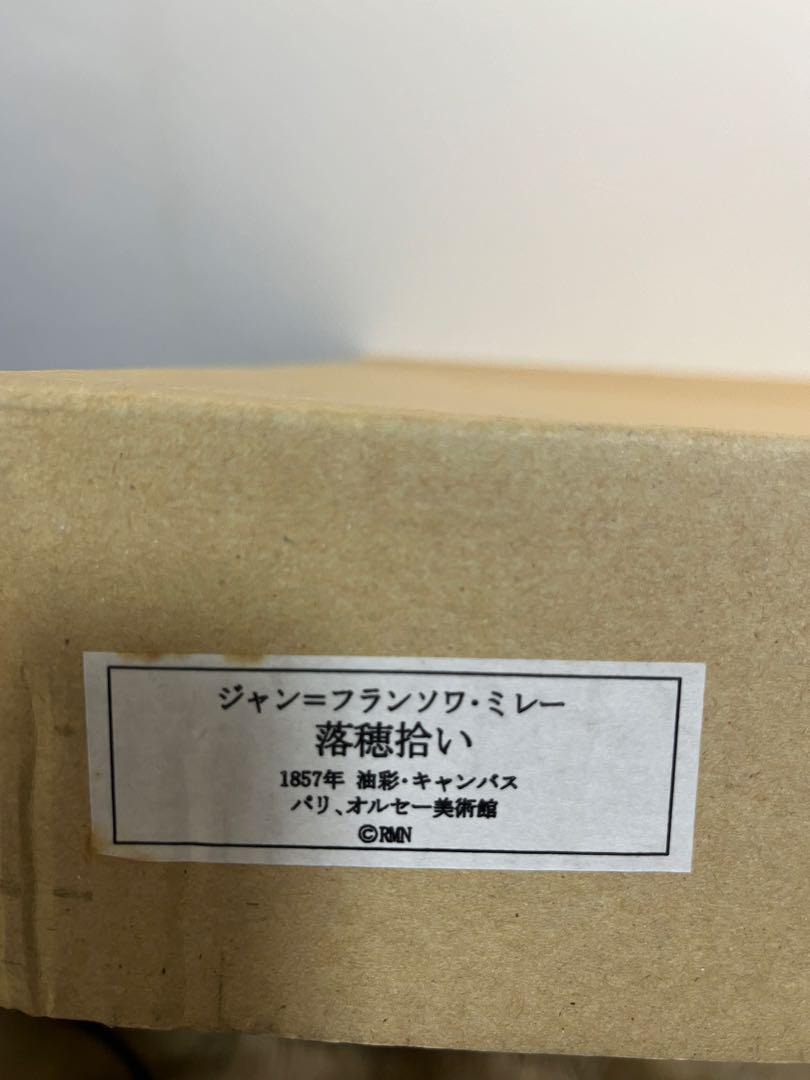 ジャン＝フランソワ・ミレー
落穂拾い
1857年 油彩・キャンバス
パリ、オルセー美術館
©RMN